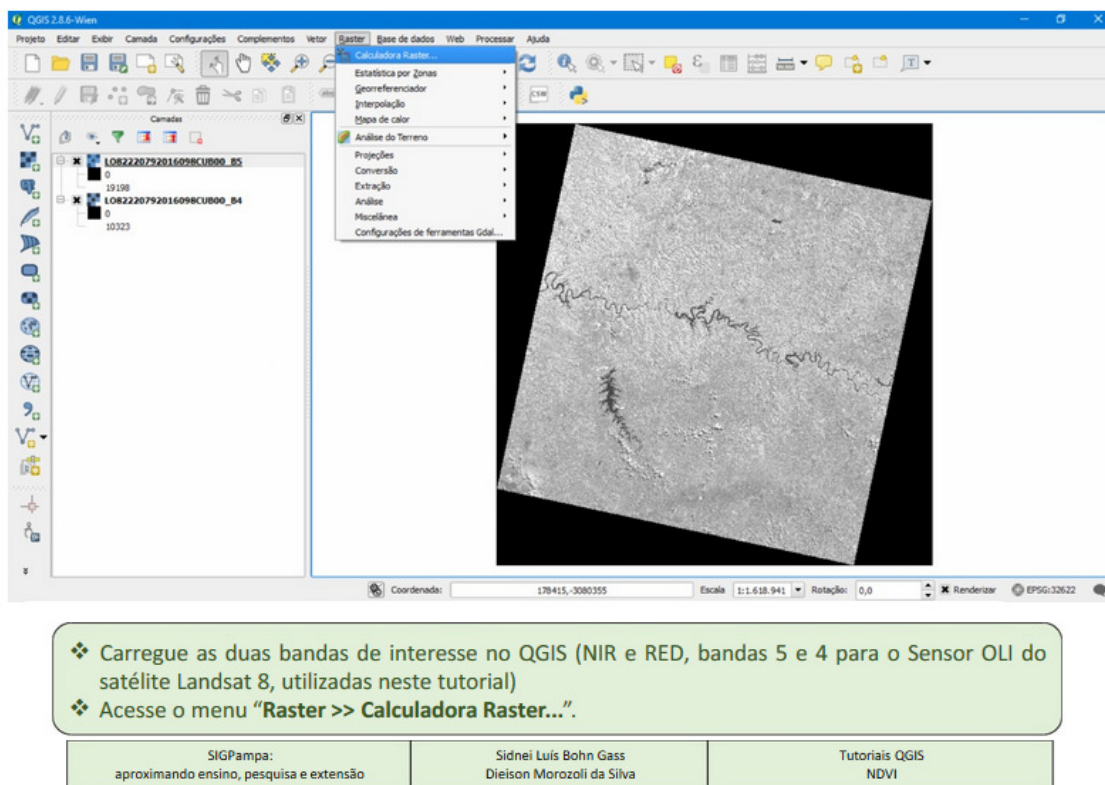 QGIS 2.8.6-Wien
Projeto Editar Exibir Camada Configurações Complementos Vetor Raster Base de dados Web Processar Ajuda
Calculadora Raster...
Estatística por Zonas
Georreferenciador
Interpolação
Mapa de calor
Análise do Terreno
Projeções
Conversão
Extração
Análise
Miscelânea
Configurações de ferramentas Gdal...
CSW
Camadas
LO82220792016098CUB00_B5
0
19198
LO82220792016098CUB00_B4
0
10323
Coordenada: 178415,-3080355 Escala 1:1.618.941 Rotação: 0,0 Renderizar EPSG:32622
❖ Carregue as duas bandas de interesse no QGIS (NIR e RED, bandas 5 e 4 para o Sensor OLI do
satélite Landsat 8, utilizadas neste tutorial)
❖ Acesse o menu “Raster >> Calculadora Raster...”.
SIGPampa:
aproximando ensino, pesquisa e extensão
Sidnei Luís Bohn Gass
Dieison Morozoli da Silva
Tutoriais QGIS
NDVI